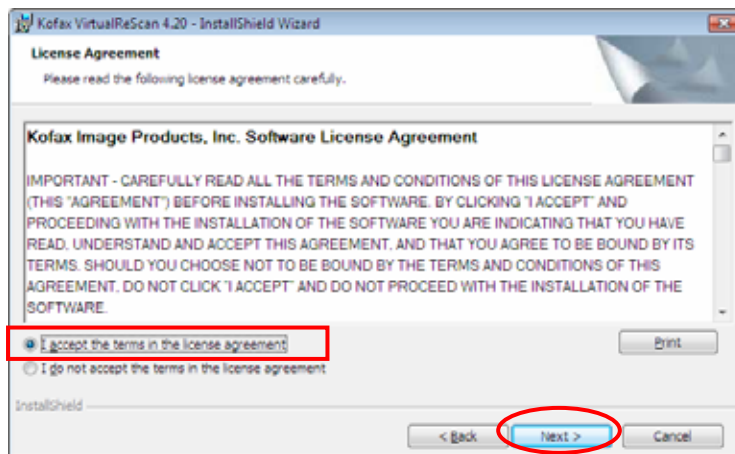 Kofax VirtualReScan 4.20 - InstallShield Wizard
License Agreement
Please read the following license agreement carefully.
Kofax Image Products, Inc. Software License Agreement
IMPORTANT - CAREFULLY READ ALL THE TERMS AND CONDITIONS OF THIS LICENSE AGREEMENT
(THIS "AGREEMENT") BEFORE INSTALLING THE SOFTWARE. BY CLICKING "I ACCEPT" AND
PROCEEDING WITH THE INSTALLATION OF THE SOFTWARE YOU ARE INDICATING THAT YOU HAVE
READ, UNDERSTAND AND ACCEPT THIS AGREEMENT, AND THAT YOU AGREE TO BE BOUND BY ITS
TERMS. SHOULD YOU CHOOSE NOT TO BE BOUND BY THE TERMS AND CONDITIONS OF THIS
AGREEMENT, DO NOT CLICK "I ACCEPT" AND DO NOT PROCEED WITH THE INSTALLATION OF THE
SOFTWARE.
I accept the terms in the license agreement
Print
I do not accept the terms in the license agreement
InstallShield
< Back
Next >
Cancel